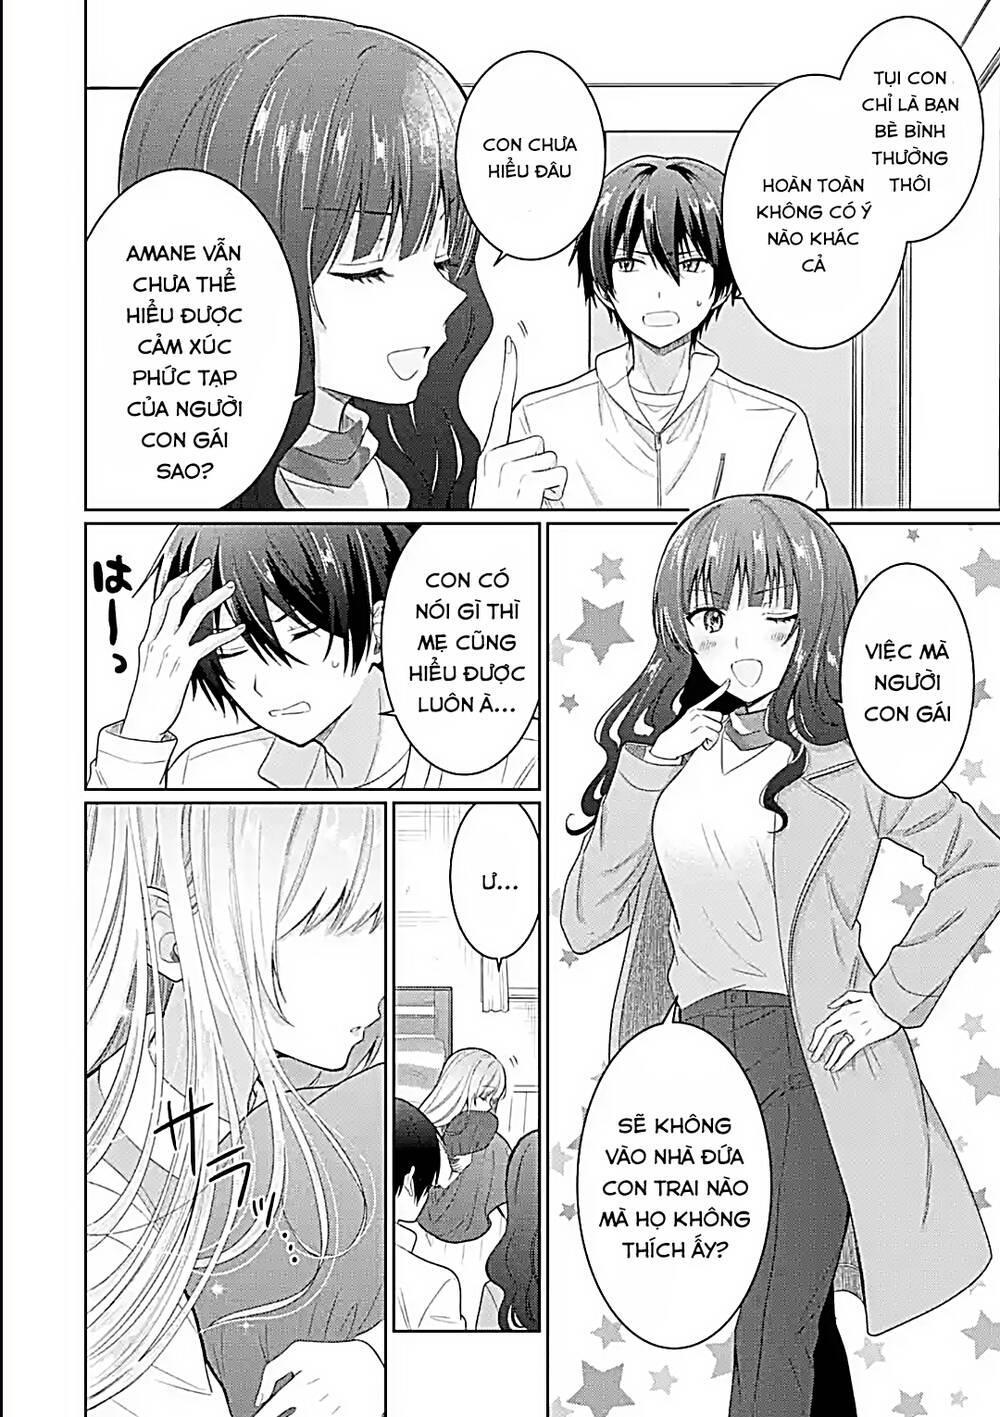 TỤI CON
CHỈ LÀ BẠN
BÈ BÌNH
THƯỜNG
THÔI
HOÀN TOÀN
KHÔNG CÓ Ý
NÀO KHÁC
CẢ
CON CHƯA
HIỂU ĐÂU
AMANE VẪN
CHƯA THỂ
HIỂU ĐƯỢC
CẢM XÚC
PHỨC TẠP
CỦA NGƯỜI
CON GÁI
SAO?
VIỆC MÀ
NGƯỜI
CON GÁI
SẼ KHÔNG
VÀO NHÀ ĐỨA
CON TRAI NÀO
MÀ HỌ KHÔNG
THÍCH ẤY?
CON CÓ
NÓI GÌ THÌ
MẸ CŨNG
HIỂU ĐƯỢC
LUÔN À...
はーっ
Ư...
サラ…